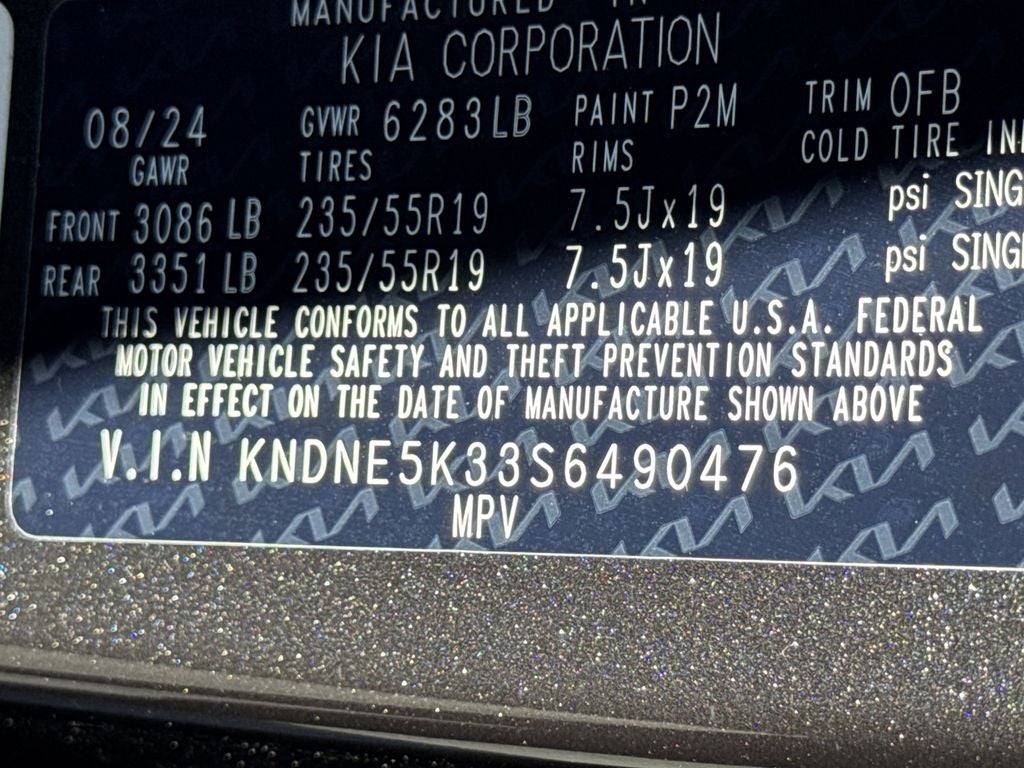 MANUFACTURED IN
KIA CORPORATION
08/24 GVWR 6283LB PAINT P2M TRIM OFB
GAWR TIRES RIMS COLD TIRE
FRONT 3086 LB 235/55R19 7.5Jx19 psi
REAR 3351 LB 235/55R19 7.5Jx19 psi
THIS VEHICLE CONFORMS TO ALL APPLICABLE U.S.A. FEDERAL
MOTOR VEHICLE SAFETY AND THEFT PREVENTION STANDARDS
IN EFFECT ON THE DATE OF MANUFACTURE SHOWN ABOVE
V.I.N KNDNE5K33S6490476
MPV